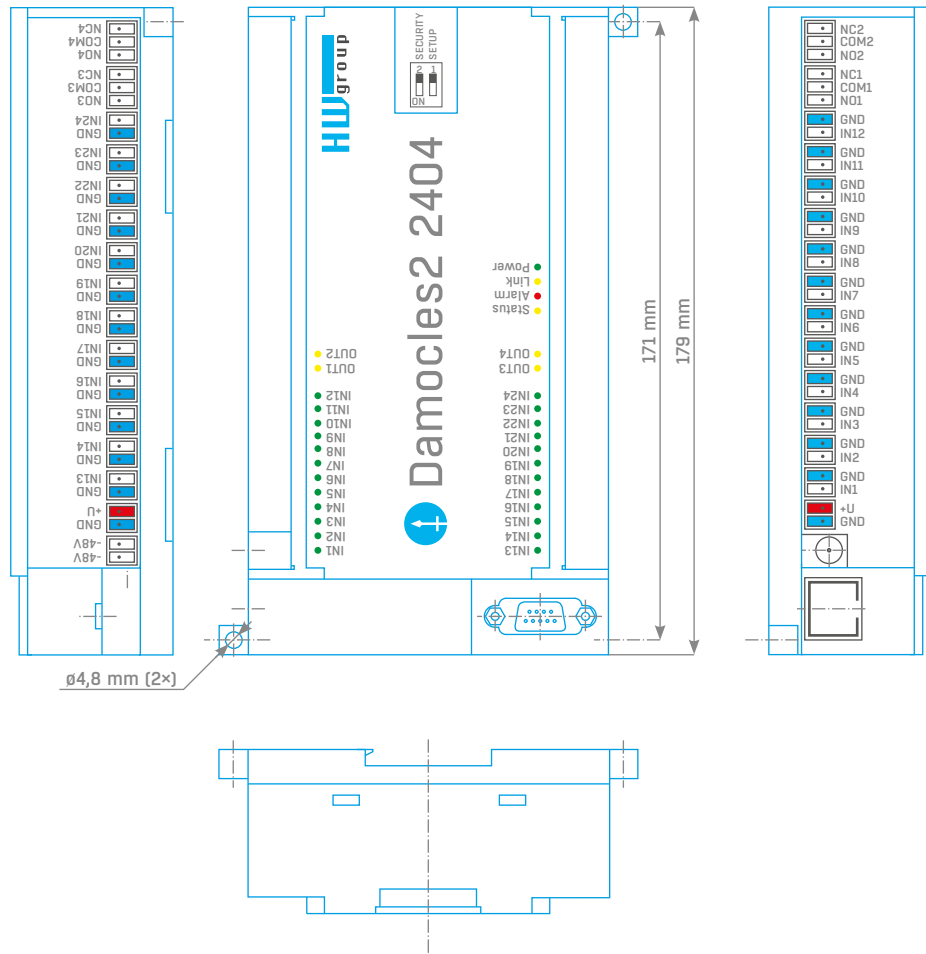 NC4
COM4
NO4
NC3
COM3
NO3
IN24
GND
IN23
GND
IN22
GND
IN21
GND
IN20
GND
IN19
GND
IN18
GND
IN17
GND
IN16
GND
IN15
GND
IN14
GND
IN13
GND
+U
GND
-48V
-48V
HW group
SECURITY
SETUP
2 1
ON
Damocles2 2404
Power
Link
Alarm
Status
OUT2
OUT1
IN12
IN11
IN10
IN9
IN8
IN7
IN6
IN5
IN4
IN3
IN2
IN1
OUT4
OUT3
IN24
IN23
IN22
IN21
IN20
IN19
IN18
IN17
IN16
IN15
IN14
IN13
171 mm
179 mm
ø4,8 mm (2×)
NC2
COM2
NO2
NC1
COM1
NO1
GND
IN12
GND
IN11
GND
IN10
GND
IN9
GND
IN8
GND
IN7
GND
IN6
GND
IN5
GND
IN4
GND
IN3
GND
IN2
GND
IN1
+U
GND